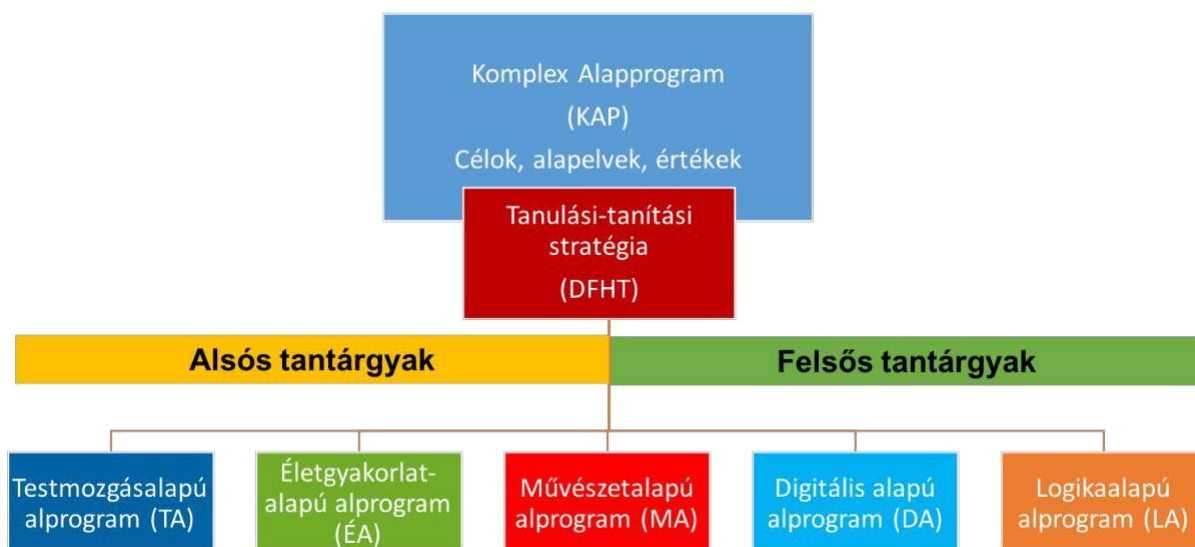 Komplex Alapprogram
(KAP)
Célok, alapelvek, értékek
Tanulási-tanítási
stratégia
(DFHT)
Alsós tantárgyak
Felsős tantárgyak
Testmozgásalapú
alprogram (TA)
Életgyakorlat-
alapú alprogram
(ÉA)
Művészetalapú
alprogram (MA)
Digitális alapú
alprogram (DA)
Logikaalapú
alprogram (LA)